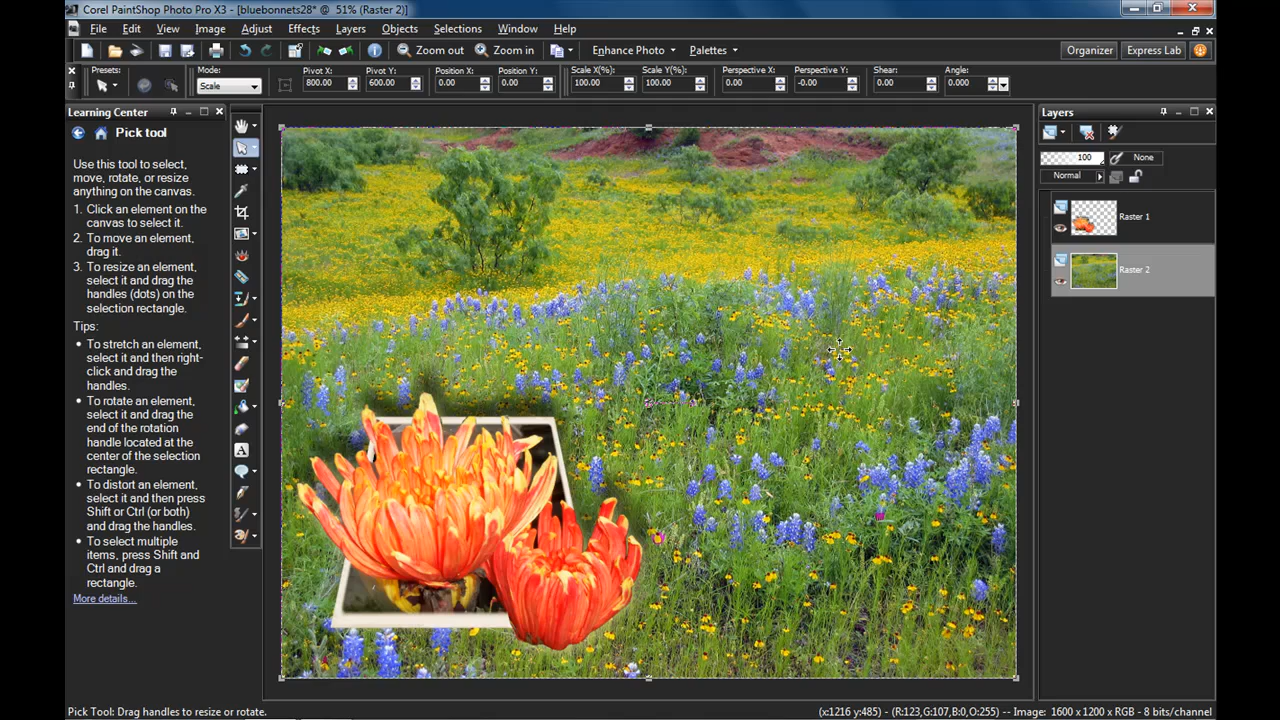 Corel PaintShop Photo Pro X3 - [bluebonnets28* @ 51% (Raster 2)]
File Edit View Image Adjust Effects Layers Objects Selections Window Help
Zoom out Zoom in Enhance Photo Palettes Organizer Express Lab
Presets: Mode: Pivot X: Pivot Y: Position X: Position Y: Scale X(%): Scale Y(%): Perspective X: Perspective Y: Shear: Angle:
Scale 800.00 600.00 0.00 0.00 100.00 100.00 0.00 -0.00 0.00 0.000
Learning Center
Pick tool
Use this tool to select,
move, rotate, or resize
anything on the canvas.
1. Click an element on the
canvas to select it.
2. To move an element,
drag it.
3. To resize an element,
select it and drag the
handles (dots) on the
selection rectangle.
Tips:
• To stretch an element,
select it and then right-
click and drag the
handles.
• To rotate an element,
select it and drag the
end of the rotation
handle located at the
center of the selection
rectangle.
• To distort an element,
select it and then press
Shift or Ctrl (or both)
and drag the handles.
• To select multiple
items, press Shift and
Ctrl and drag a
rectangle.
More details...
Layers
100 None
Normal
Raster 1
Raster 2
Pick Tool: Drag handles to resize or rotate.
(x:1216 y:485) - (R:123,G:107,B:0,O:255) -- Image: 1600 x 1200 x RGB - 8 bits/channel